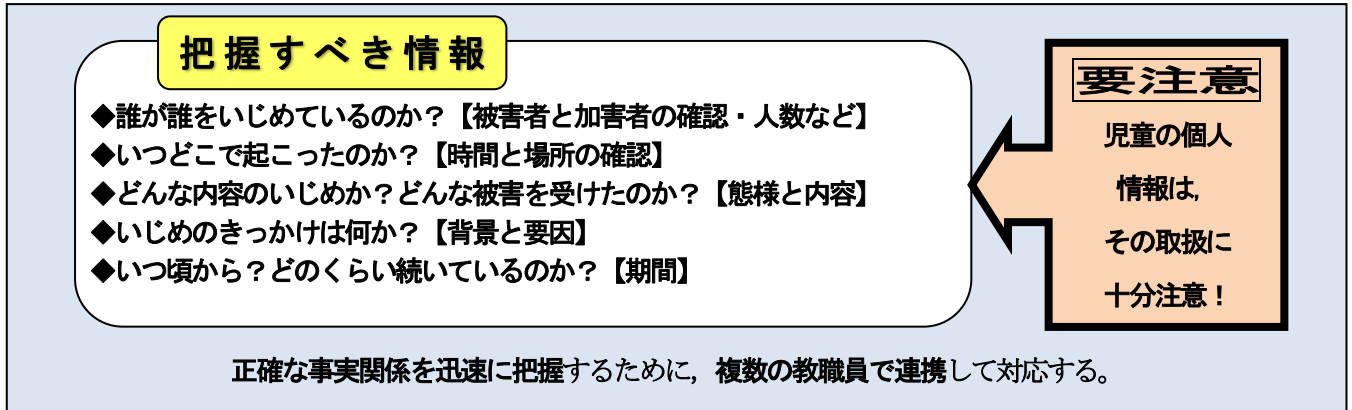 把握すべき情報
◆誰が誰をいじめているのか？【被害者と加害者の確認・人数など】
◆いつどこで起こったのか？【時間と場所の確認】
◆どんな内容のいじめか？どんな被害を受けたのか？【態様と内容】
◆いじめのきっかけは何か？【背景と要因】
◆いつ頃から？どのくらい続いているのか？【期間】
要注意
児童の個人
情報は，
その取扱に
十分注意！
正確な事実関係を迅速に把握するために，複数の教職員で連携して対応する。